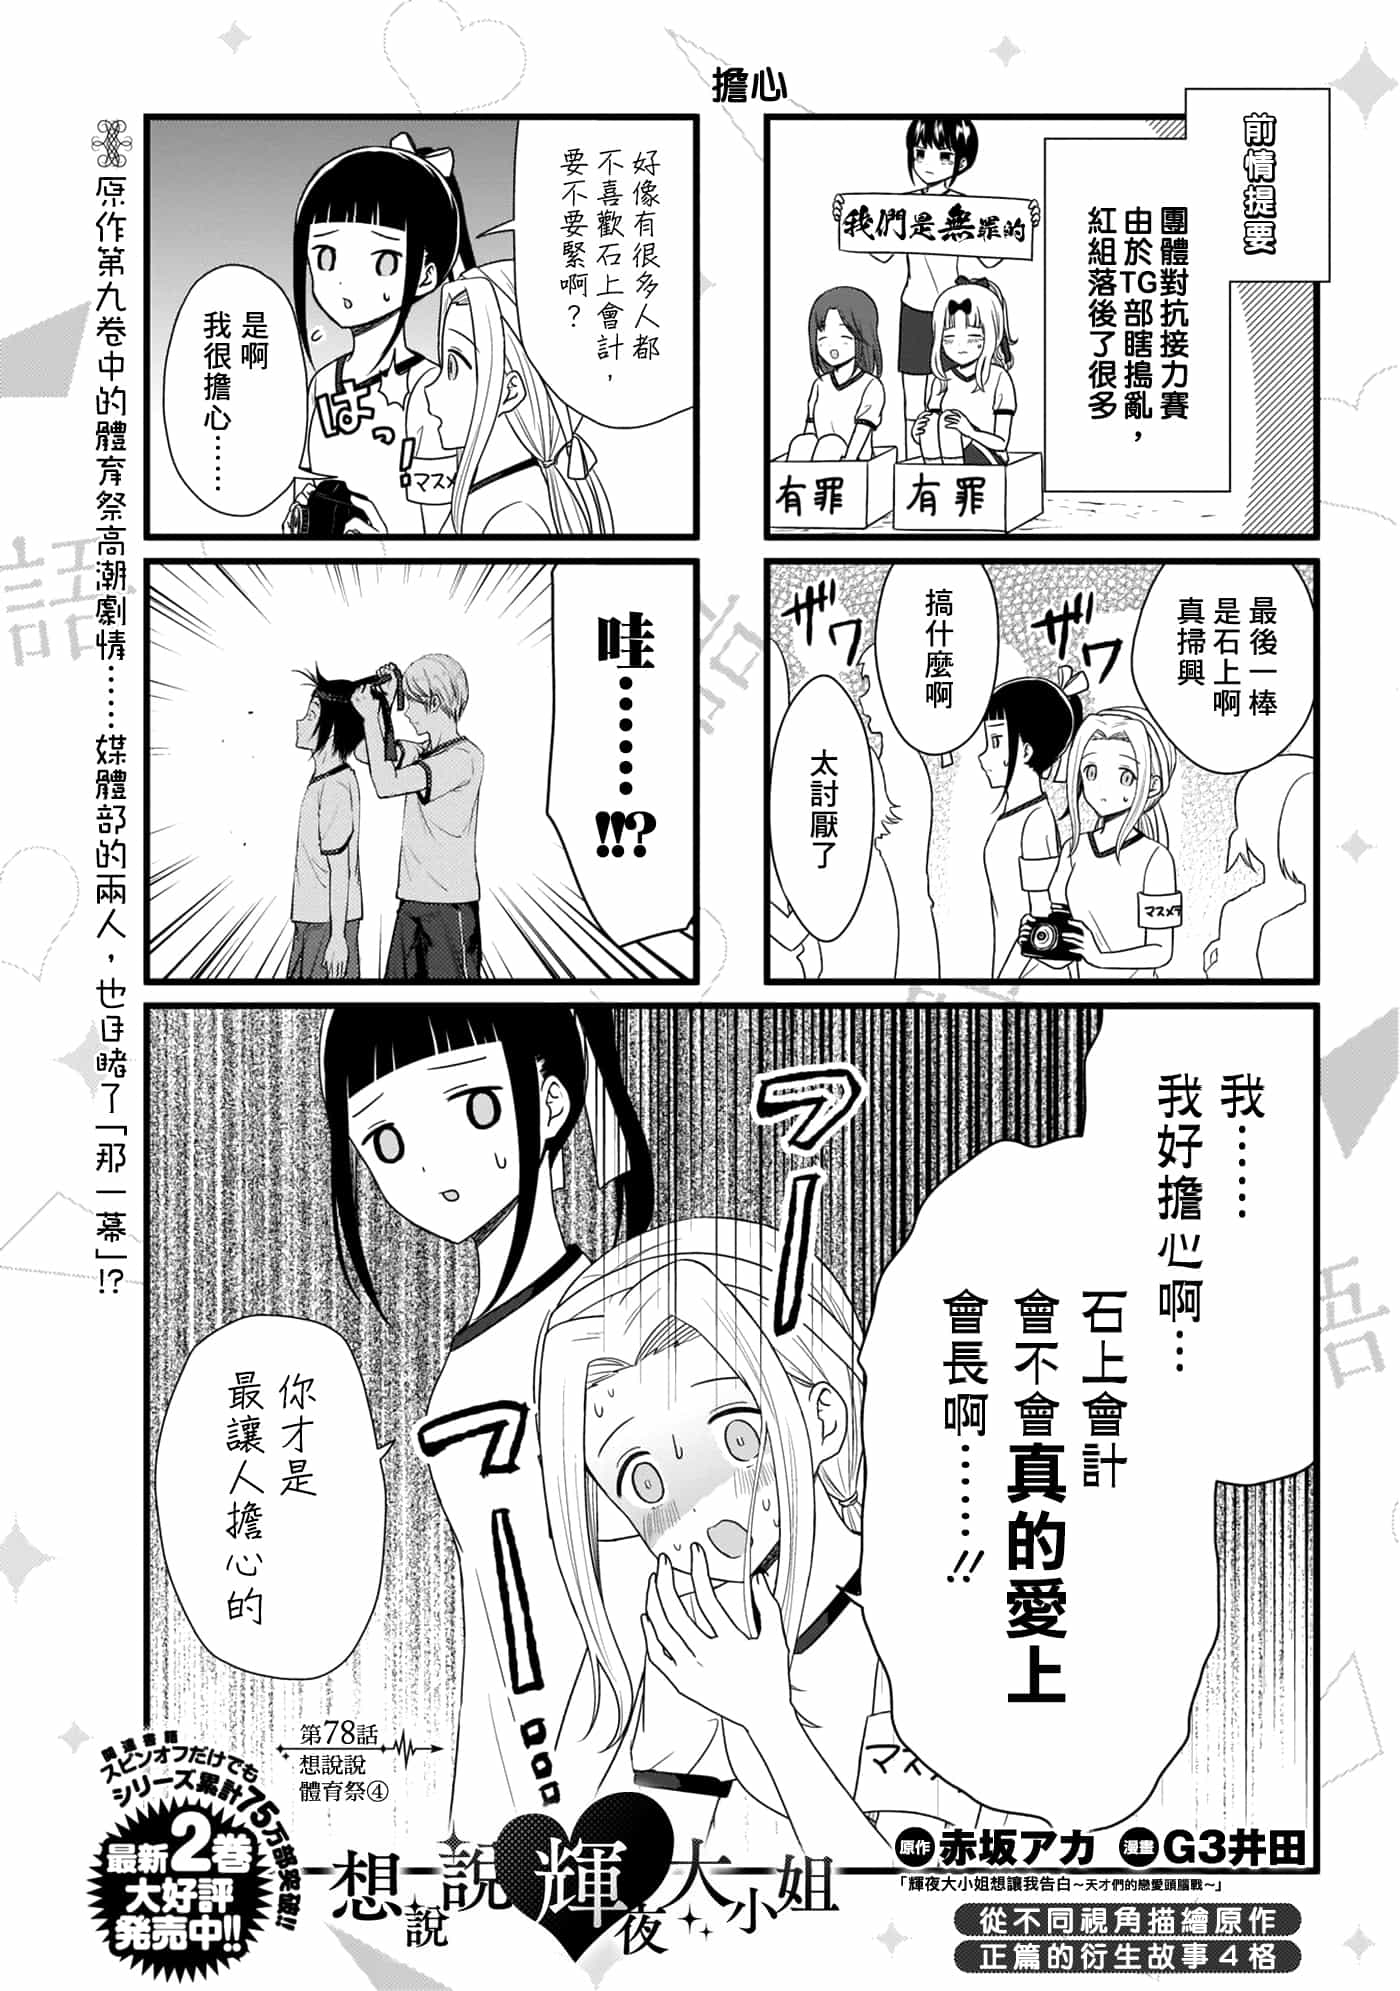 擔心
前情提要
團體對抗接力賽
由於TG部瞎搗亂，
紅組落後了很多
我們是無罪的
有罪
有罪
最後一棒
是石上啊
真掃興
搞什麼啊
太討厭了
ザワ
ザワ
マスメデ
好像有很多人都
不喜歡石上會計，
要不要緊啊？
是啊
我很擔心……
はっ
マスメ
哇……!!?
我……
我好擔心啊…
石上會計
會不會真的愛上
會長啊……!!
你才是
最讓人擔心的
フーー…
フーー…
マス
原作第九卷中的體育祭高潮劇情……媒體部的兩人，也目睹了「那一幕」!?
第78話
想說說
體育祭④
想說說輝夜大小姐
原作 赤坂アカ 漫畫 G3井田
「輝夜大小姐想讓我告白～天才們的戀愛頭腦戰～」
從不同視角描繪原作
正篇的衍生故事4格
関連書籍
スピンオフだけでも
シリーズ累計75万部突破!!
最新2巻
大好評
発売中!!
語
語
語